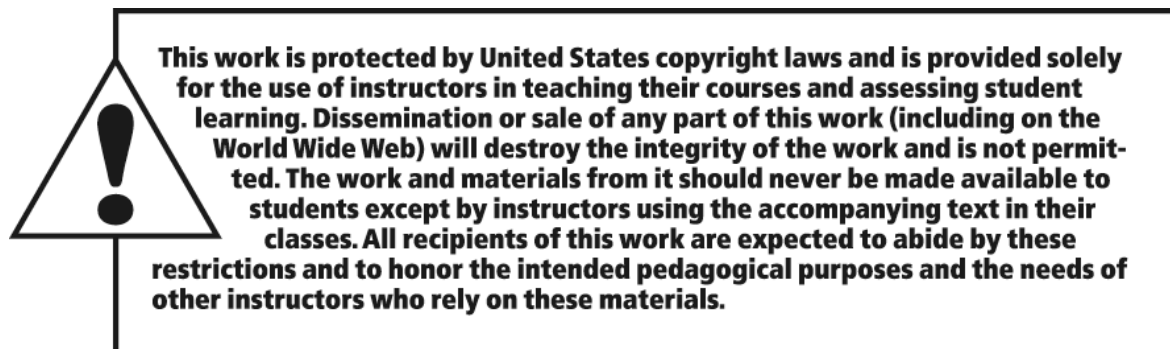 This work is protected by United States copyright laws and is provided solely
for the use of instructors in teaching their courses and assessing student
learning. Dissemination or sale of any part of this work (including on the
World Wide Web) will destroy the integrity of the work and is not permit-
ted. The work and materials from it should never be made available to
students except by instructors using the accompanying text in their
classes. All recipients of this work are expected to abide by these
restrictions and to honor the intended pedagogical purposes and the needs of
other instructors who rely on these materials.